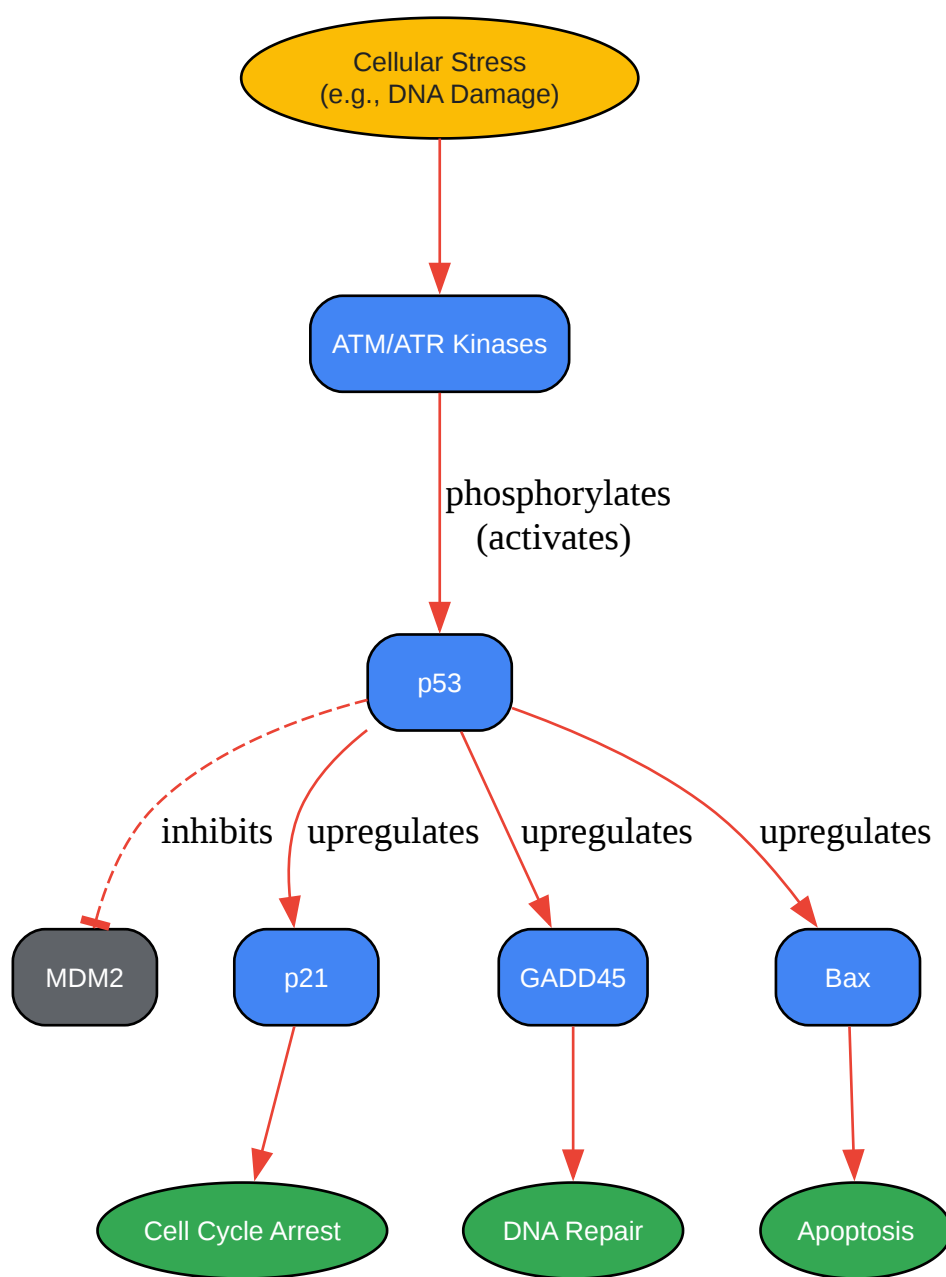 Cellular Stress
(e.g., DNA Damage)
ATM/ATR Kinases
phosphorylates
(activates)
p53
inhibits
upregulates
upregulates
upregulates
MDM2
p21
GADD45
Bax
Cell Cycle Arrest
DNA Repair
Apoptosis